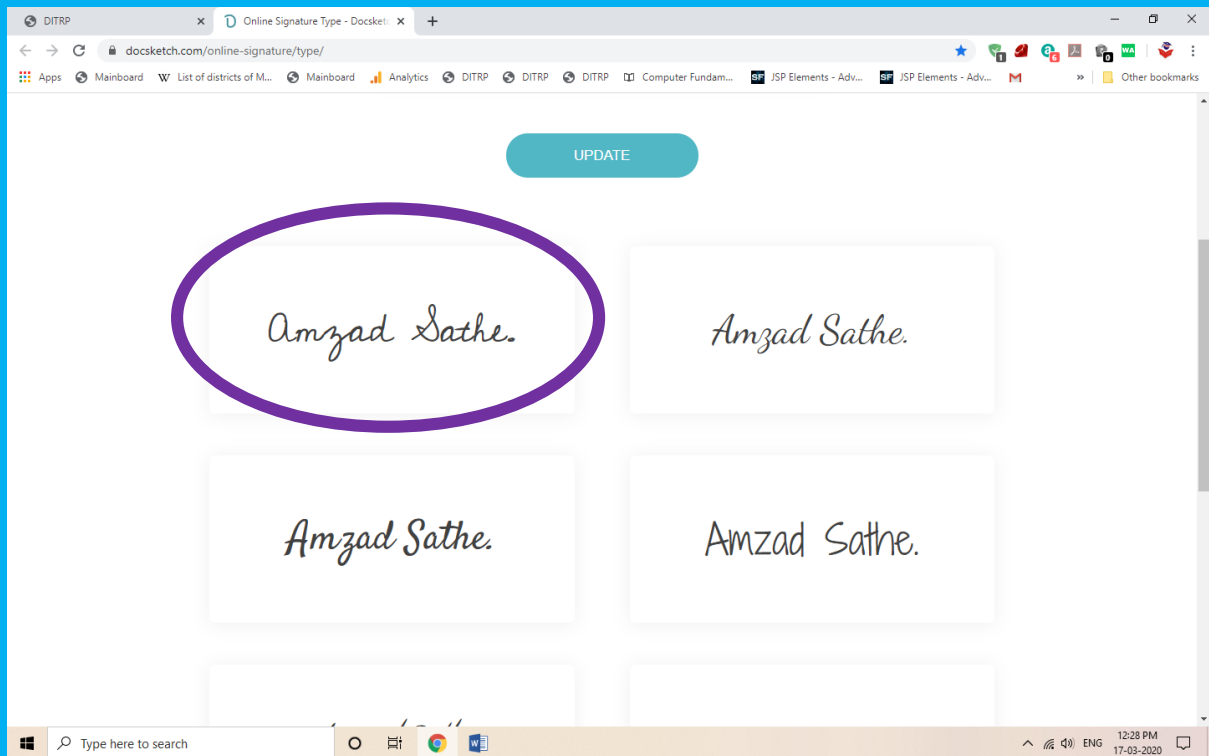 DITRP
Online Signature Type - Docsket
docsketch.com/online-signature/type/
Apps Mainboard List of districts of M... Mainboard Analytics DITRP DITRP DITRP Computer Fundam... JSP Elements - Adv... JSP Elements - Adv... » Other bookmarks
UPDATE
Amzad Sathe.
Amzad Sathe.
Amzad Sathe.
Amzad Sathe.
Type here to search
ENG
12:28 PM
17-03-2020